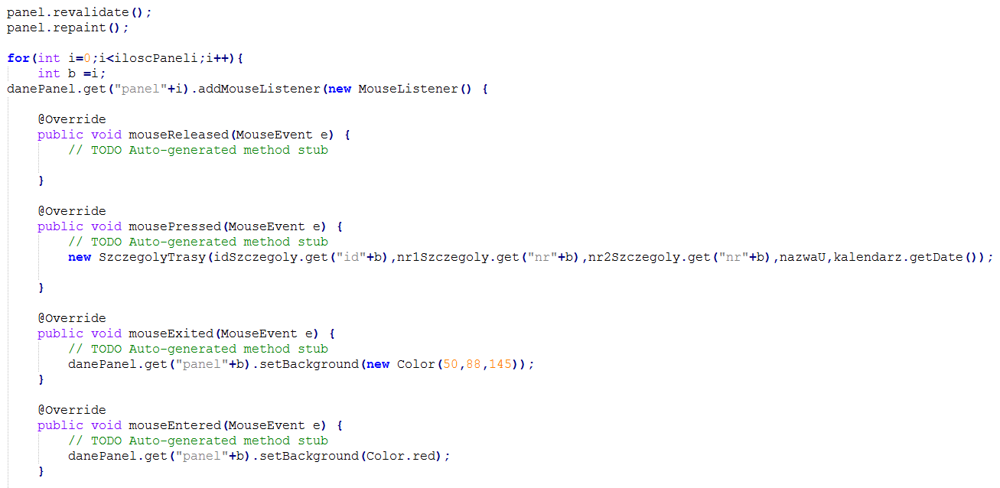 panel.revalidate();
panel.repaint();
for(int i=0;i<iloscPaneli;i++){
int b =i;
danePanel.get("panel"+i).addMouseListener(new MouseListener() {
@Override
public void mouseReleased(MouseEvent e) {
// TODO Auto-generated method stub
}
@Override
public void mousePressed(MouseEvent e) {
// TODO Auto-generated method stub
new SzczegolyTrasy(idSzczegoly.get("id"+b),nr1Szczegoly.get("nr"+b),nr2Szczegoly.get("nr"+b),nazwaU,kalendarz.getDate());
}
@Override
public void mouseExited(MouseEvent e) {
// TODO Auto-generated method stub
danePanel.get("panel"+b).setBackground(new Color(50,88,145));
}
@Override
public void mouseEntered(MouseEvent e) {
// TODO Auto-generated method stub
danePanel.get("panel"+b).setBackground(Color.red);
}